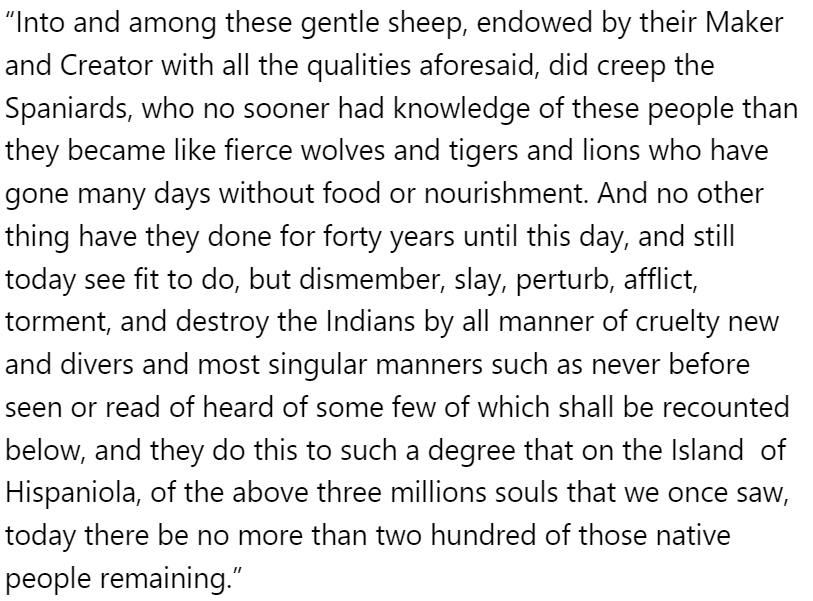 “Into and among these gentle sheep, endowed by their Maker
and Creator with all the qualities aforesaid, did creep the
Spaniards, who no sooner had knowledge of these people than
they became like fierce wolves and tigers and lions who have
gone many days without food or nourishment. And no other
thing have they done for forty years until this day, and still
today see fit to do, but dismember, slay, perturb, afflict,
torment, and destroy the Indians by all manner of cruelty new
and divers and most singular manners such as never before
seen or read of heard of some few of which shall be recounted
below, and they do this to such a degree that on the Island  of
Hispaniola, of the above three millions souls that we once saw,
today there be no more than two hundred of those native
people remaining.”